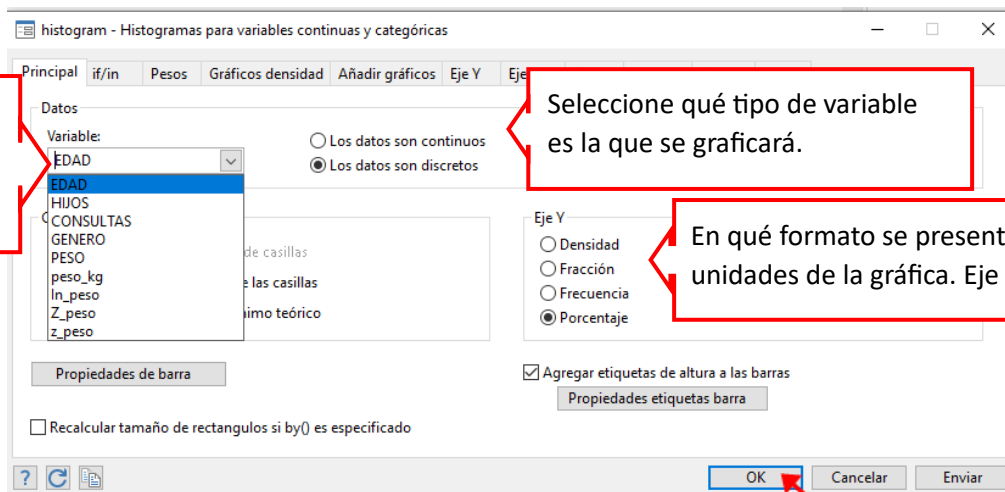 histogram - Histogramas para variables continuas y categóricas
Principal if/in Pesos Gráficos densidad Añadir gráficos Eje Y Eje
Datos
Variable:
EDAD
Los datos son continuos
Los datos son discretos
Seleccione qué tipo de variable
es la que se graficará.
EDAD
HIJOS
CONSULTAS
GENERO
PESO
peso_kg
ln_peso
Z_peso
z_peso
de casillas
las casillas
teórico
Eje Y
Densidad
Fracción
Frecuencia
Porcentaje
En qué formato se present
unidades de la gráfica. Eje
Propiedades de barra
Agregar etiquetas de altura a las barras
Propiedades etiquetas barra
Recalcular tamaño de rectangulos si by() es especificado
? OK Cancelar Enviar